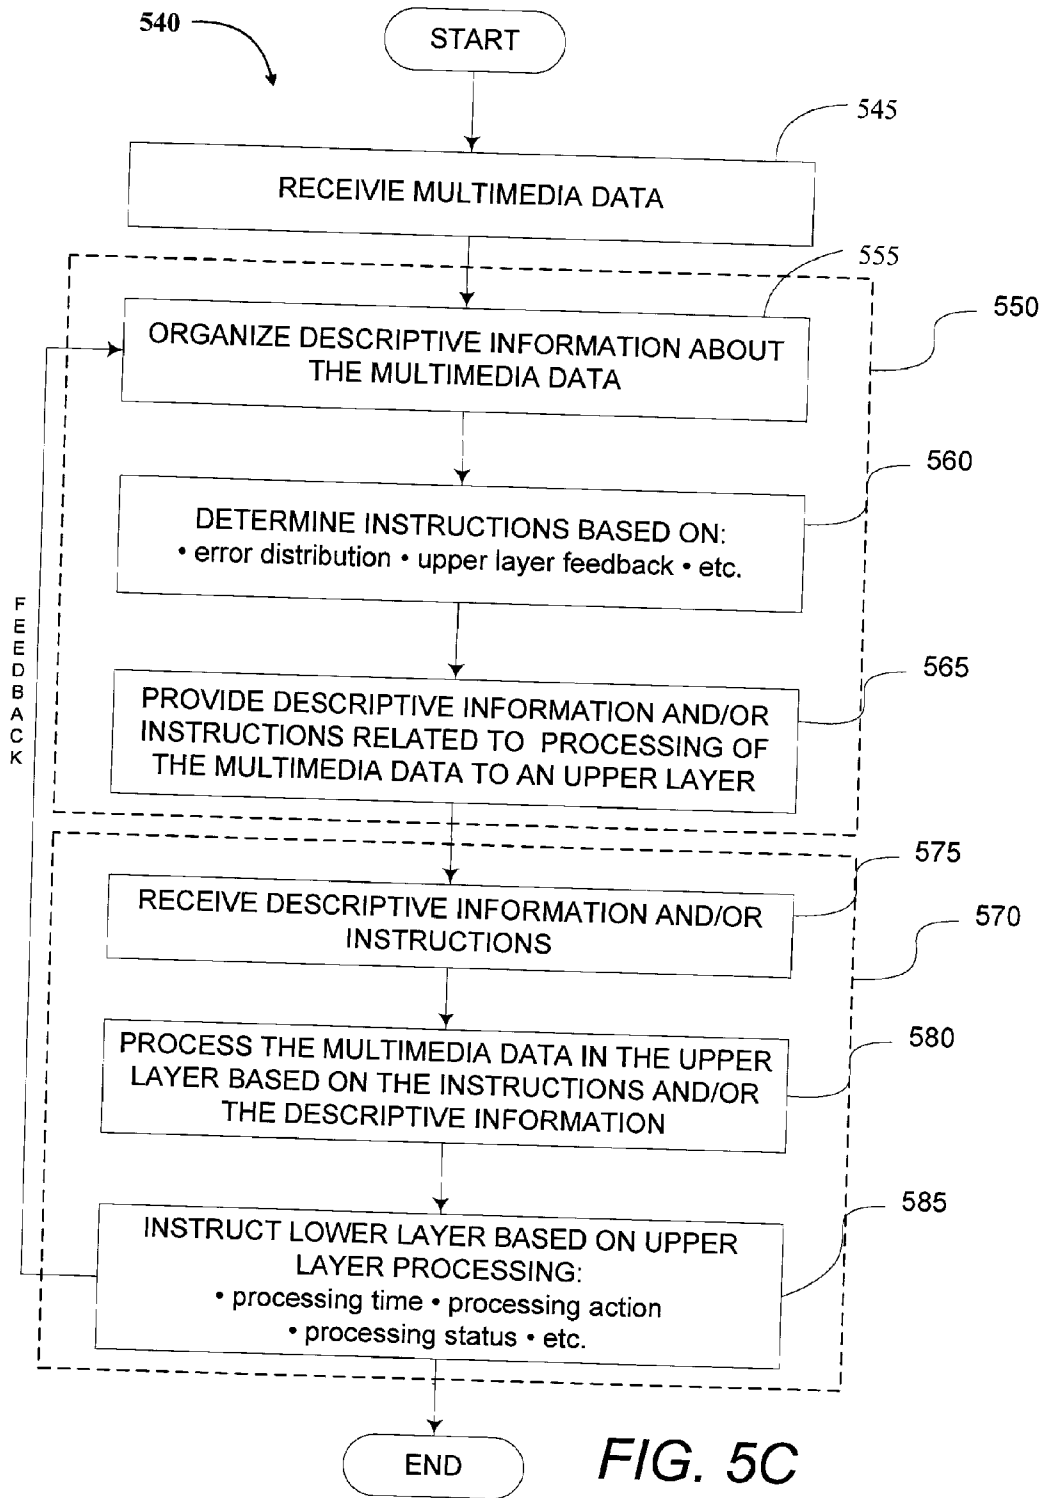 540
START
545
RECEIVIE MULTIMEDIA DATA
555
550
ORGANIZE DESCRIPTIVE INFORMATION ABOUT
THE MULTIMEDIA DATA
560
DETERMINE INSTRUCTIONS BASED ON:
• error distribution • upper layer feedback • etc.
FEEDBACK
565
PROVIDE DESCRIPTIVE INFORMATION AND/OR
INSTRUCTIONS RELATED TO PROCESSING OF
THE MULTIMEDIA DATA TO AN UPPER LAYER
575
570
RECEIVE DESCRIPTIVE INFORMATION AND/OR
INSTRUCTIONS
580
PROCESS THE MULTIMEDIA DATA IN THE UPPER
LAYER BASED ON THE INSTRUCTIONS AND/OR
THE DESCRIPTIVE INFORMATION
585
INSTRUCT LOWER LAYER BASED ON UPPER
LAYER PROCESSING:
• processing time • processing action
• processing status • etc.
END
FIG. 5C